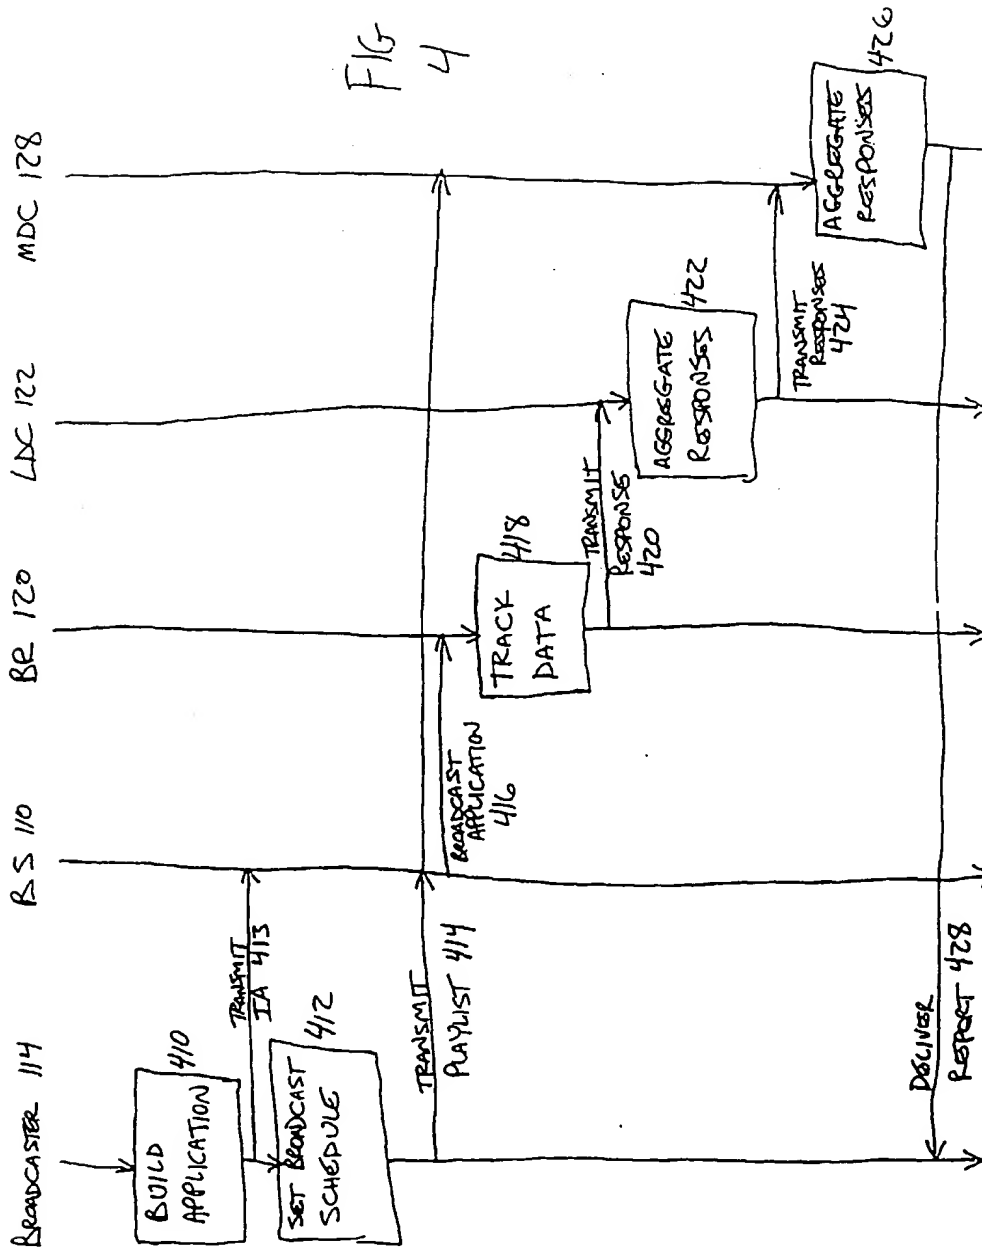 BROADCASTER 114
BS 110
BR 120
LDC 122
MDC 128
BUILD
APPLICATION
410
TRANSMIT
IA 413
SET BROADCAST
SCHEDULE
412
TRANSMIT
PLAYLIST 414
BROADCAST
APPLICATION
416
TRACK
DATA
418
TRANSMIT
RESPONSE
420
AGGREGATE
RESPONSES
422
TRANSMIT
RESPONSES
424
AGGREGATE
RESPONSES
426
DELIVER
REPORT 428
FIG
4